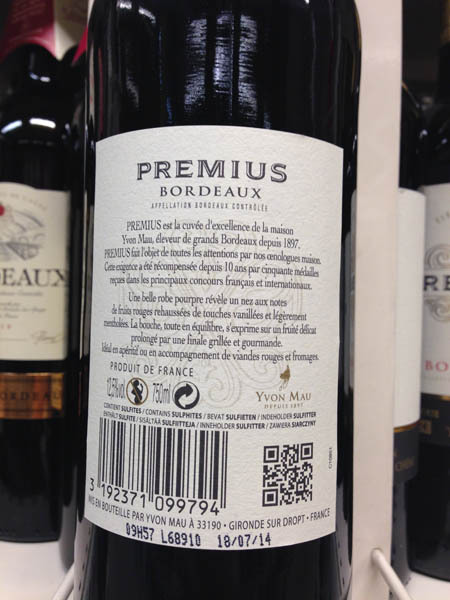 PREMIUS
BORDEAUX
APPELLATION BORDEAUX CONTRÔLÉE
PREMIUS est la cuvée d'excellence de la maison
Yvon Mau, éleveur de grands Bordeaux depuis 1897.
PREMIUS fait l'objet de toutes les attentions par nos œnologues maison.
Cette exigence a été récompensée depuis 10 ans par cinquante médailles
reçues dans les principaux concours français et internationaux.
Une belle robe pourpre révèle un nez aux notes
de fruits rouges rehaussées de touches vanillées et légèrement
mentholées. La bouche, toute en équilibre, s'exprime sur un fruité délicat
prolongé par une finale grillée et gourmande.
Idéal en apéritif ou en accompagnement de viandes rouges et fromages.
PRODUIT DE FRANCE
12,5%vol. 750ml
YVON MAU
DEPUIS 1897
CONTIENT SULFITES / CONTAINS SULPHITES / BEVAT SULFIETEN / INDEHOLDER SULFITTER
ENTHÄLT SULFITE / SISÄLTÄÄ SULFIITTEJA / INNEHOLDER SULFITTER / ZAWIERA SIARCZYNY
3 192371 099794
MIS EN BOUTEILLE PAR YVON MAU À 33190 - GIRONDE SUR DROPT - FRANCE
09H57 L68910 18/07/14
RDEAUX
BORDEAUX
REMIU
BO